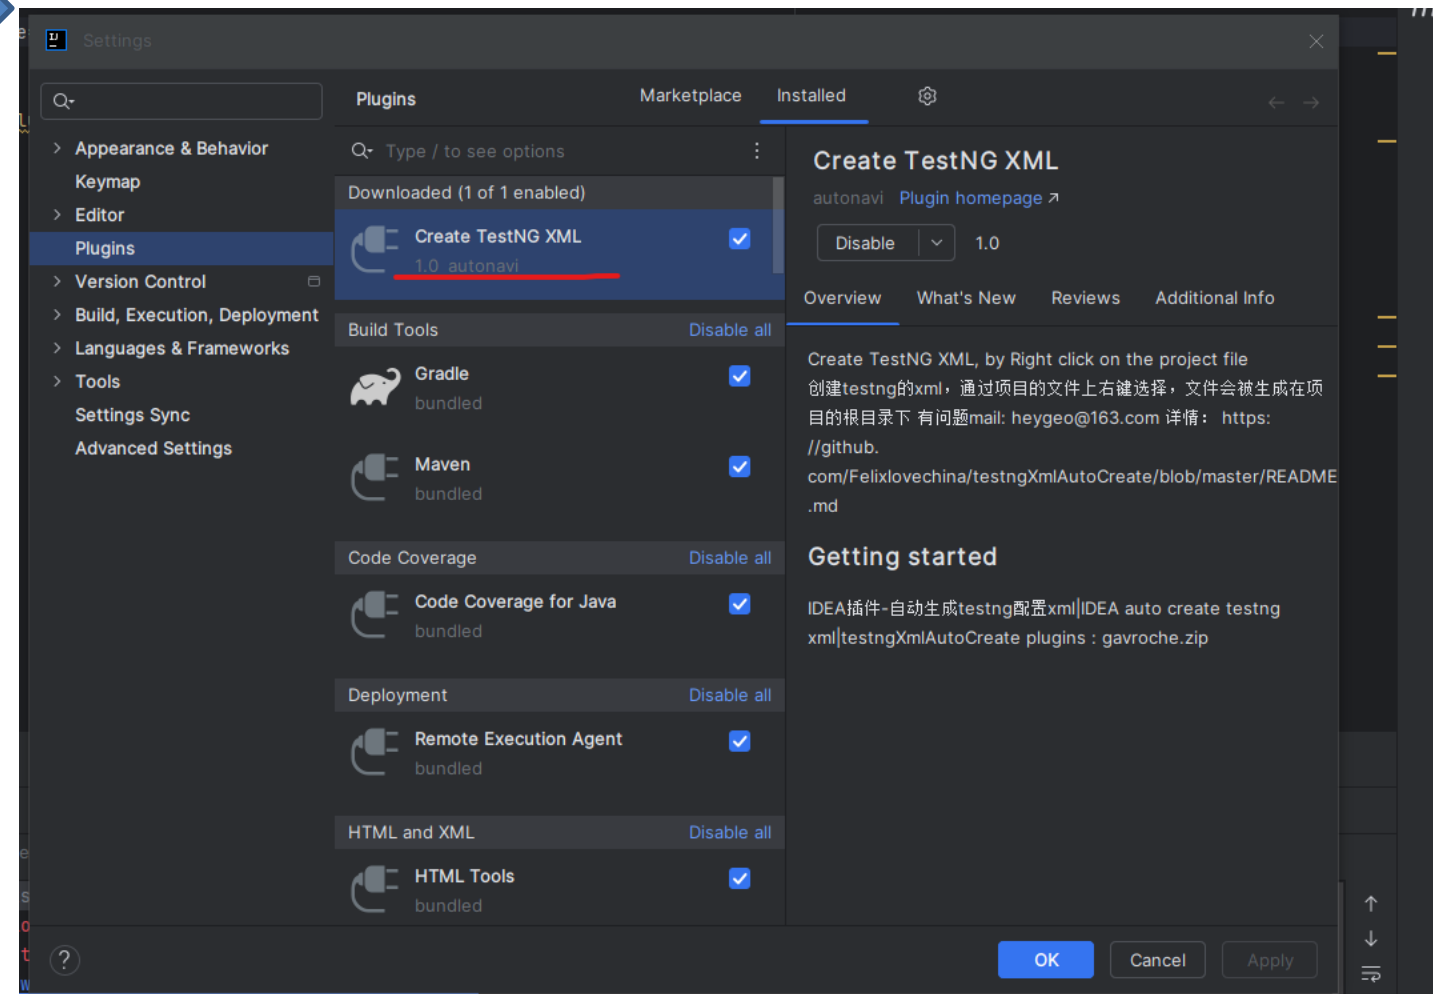 Settings
Plugins
Marketplace
Installed
Appearance & Behavior
Keymap
Editor
Plugins
Version Control
Build, Execution, Deployment
Languages & Frameworks
Tools
Settings Sync
Advanced Settings
Type / to see options
Downloaded (1 of 1 enabled)
Create TestNG XML
1.0 autonavi
Build Tools Disable all
Gradle
bundled
Maven
bundled
Code Coverage Disable all
Code Coverage for Java
bundled
Deployment Disable all
Remote Execution Agent
bundled
HTML and XML Disable all
HTML Tools
bundled
Create TestNG XML
autonavi Plugin homepage ↗
Disable 1.0
Overview What's New Reviews Additional Info
Create TestNG XML, by Right click on the project file
创建testng的xml，通过项目的文件上右键选择，文件会被生成在项
目的根目录下 有问题mail: heygeo@163.com 详情： https:
//github.
com/Felixlovechina/testngXmlAutoCreate/blob/master/README
.md
Getting started
IDEA插件-自动生成testng配置xml|IDEA auto create testng
xml|testngXmlAutoCreate plugins : gavroche.zip
?
OK Cancel Apply